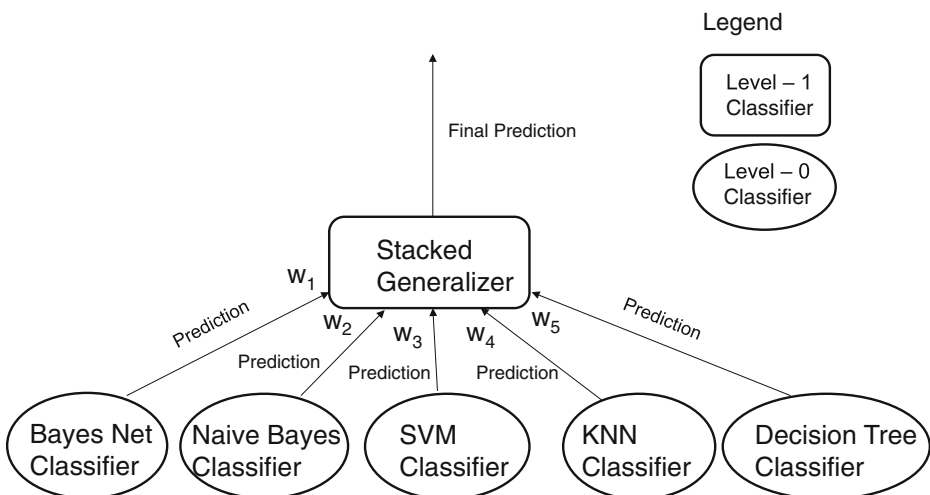 Legend
Level – 1
Classifier
Level – 0
Classifier
Final Prediction
Stacked
Generalizer
w1
w2
w3
w4
w5
Prediction
Prediction
Prediction
Prediction
Prediction
Bayes Net
Classifier
Naive Bayes
Classifier
SVM
Classifier
KNN
Classifier
Decision Tree
Classifier